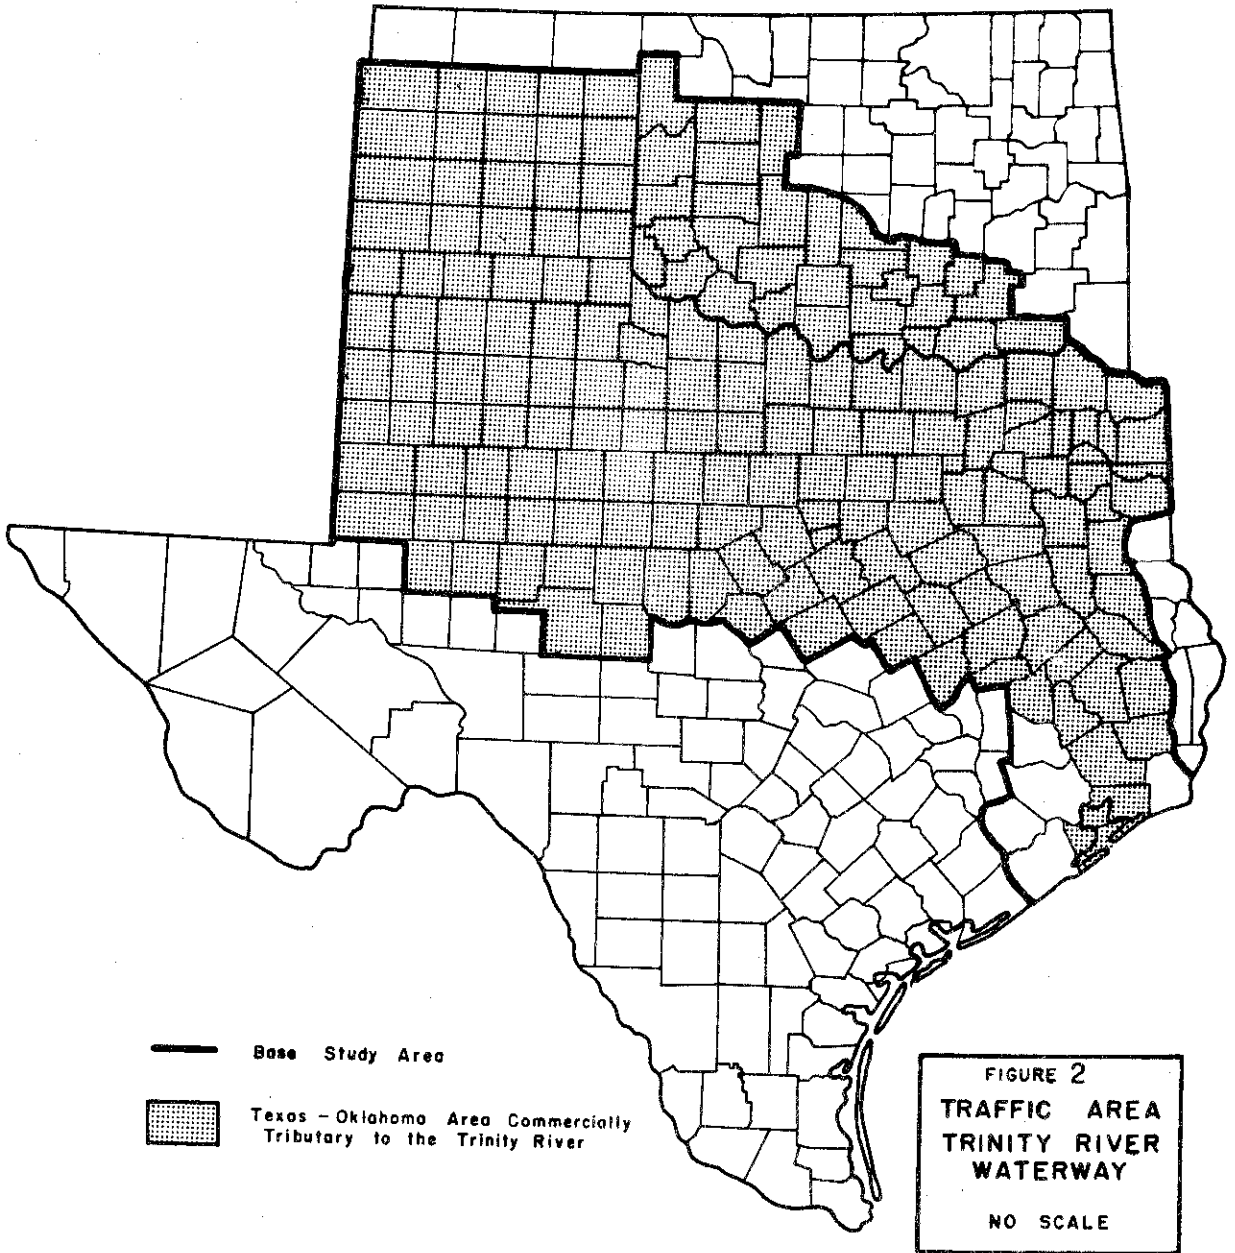 Base Study Area
Texas - Oklahoma Area Commercially
Tributary to the Trinity River
FIGURE 2
TRAFFIC AREA
TRINITY RIVER
WATERWAY
NO SCALE